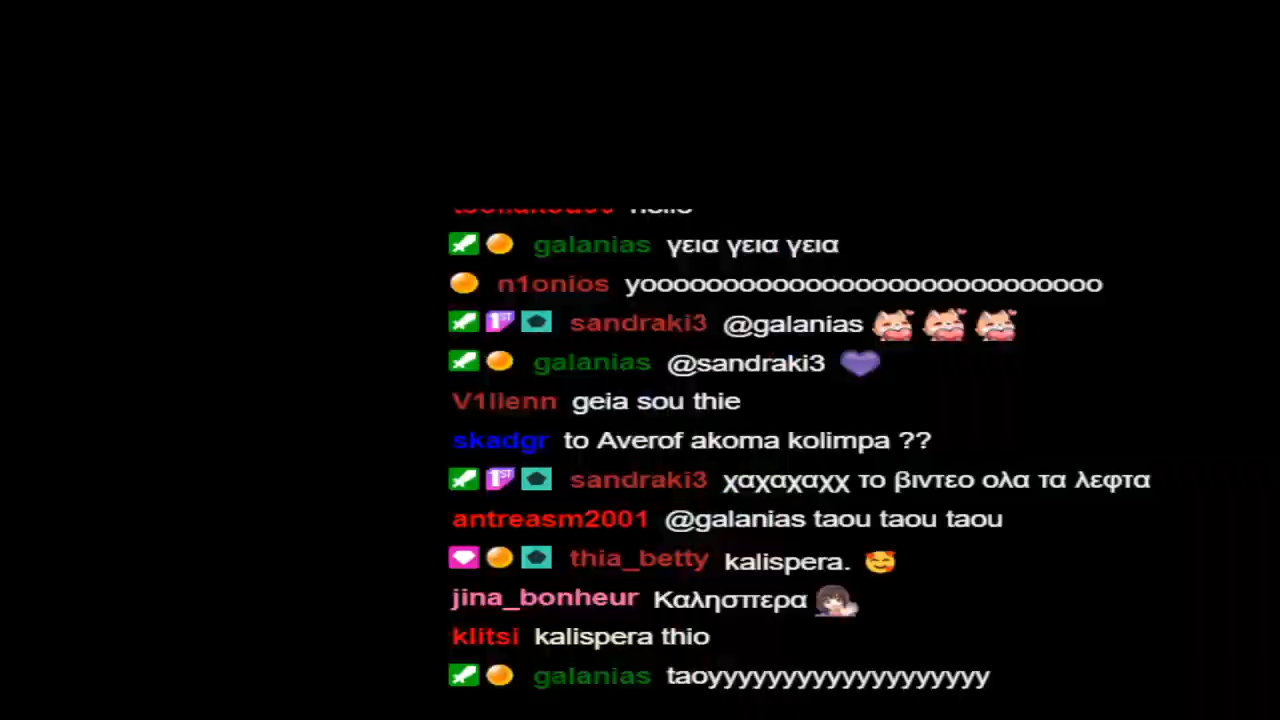 galanias γεια γεια γεια
n1onios yoooooooooooooooooooooooooooo
sandraki3 @galanias
galanias @sandraki3
V1llenn geia sou thie
skadgr to Averof akoma kolimpa ??
sandraki3 χαχαχαχχ το βιντεο ολα τα λεφτα
antreasm2001 @galanias taou taou taou
thia_betty kalispera.
jina_bonheur Καλησπερα
klitsi kalispera thio
galanias taoyyyyyyyyyyyyyyyyyyy